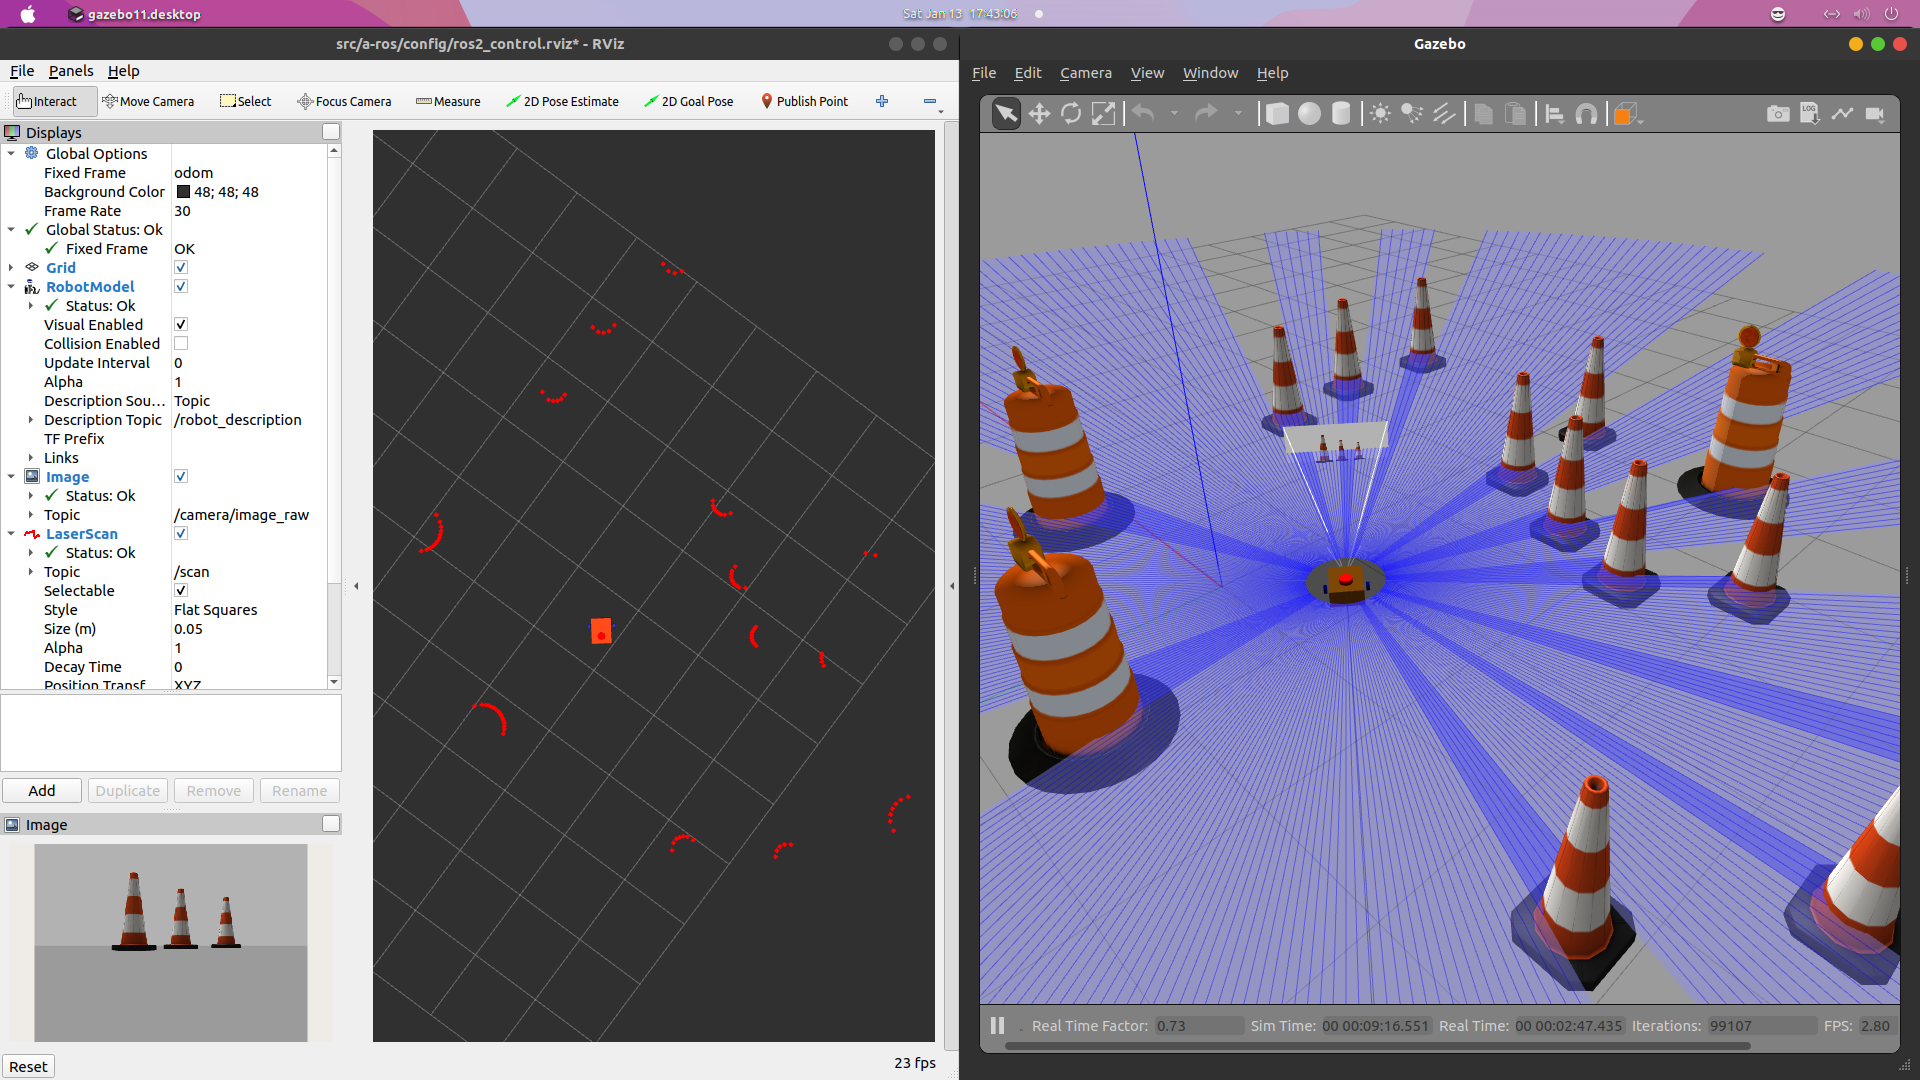 gazebo11.desktop
Sat Jan 13 17:43:06
src/a-ros/config/ros2_control.rviz* - RViz
File Panels Help
Interact Move Camera Select Focus Camera Measure 2D Pose Estimate 2D Goal Pose Publish Point
Displays
Global Options
Fixed Frame odom
Background Color 48; 48; 48
Frame Rate 30
Global Status: Ok
Fixed Frame OK
Grid
RobotModel
Status: Ok
Visual Enabled
Collision Enabled
Update Interval 0
Alpha 1
Description Sou... Topic
Description Topic /robot_description
TF Prefix
Links
Image
Status: Ok
Topic /camera/image_raw
LaserScan
Status: Ok
Topic /scan
Selectable
Style Flat Squares
Size (m) 0.05
Alpha 1
Decay Time 0
Position Transf XYZ
Add Duplicate Remove Rename
Image
Reset
23 fps
Gazebo
File Edit Camera View Window Help
LOG
Real Time Factor: 0.73 Sim Time: 00 00:09:16.551 Real Time: 00 00:02:47.435 Iterations: 99107 FPS: 2.80